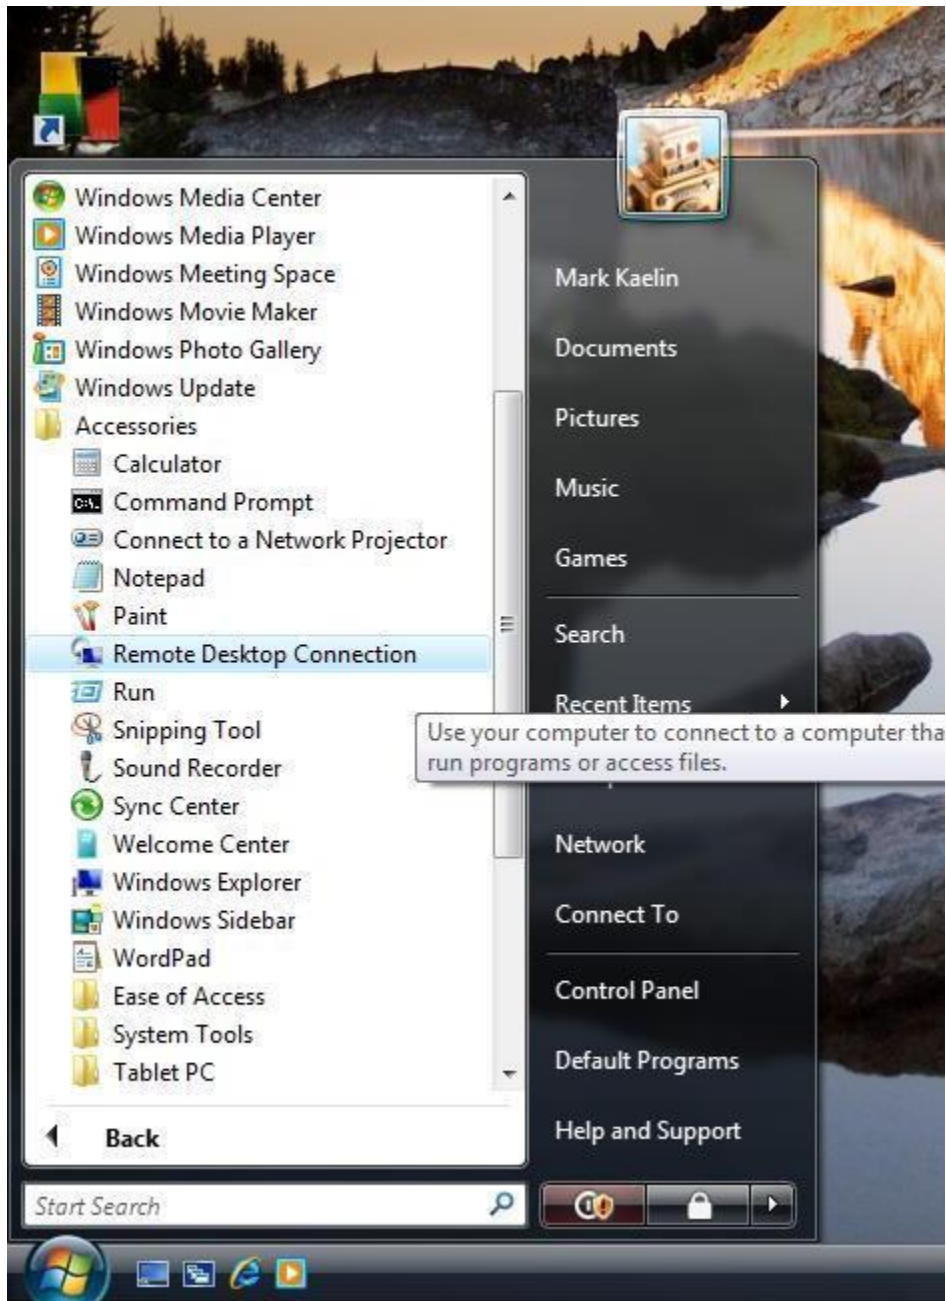 Windows Media Center
Windows Media Player
Windows Meeting Space
Windows Movie Maker
Windows Photo Gallery
Windows Update
Accessories
Calculator
Command Prompt
Connect to a Network Projector
Notepad
Paint
Remote Desktop Connection
Run
Snipping Tool
Sound Recorder
Sync Center
Welcome Center
Windows Explorer
Windows Sidebar
WordPad
Ease of Access
System Tools
Tablet PC
Back
Start Search
Mark Kaelin
Documents
Pictures
Music
Games
Search
Recent Items
Use your computer to connect to a computer tha
run programs or access files.
Network
Connect To
Control Panel
Default Programs
Help and Support